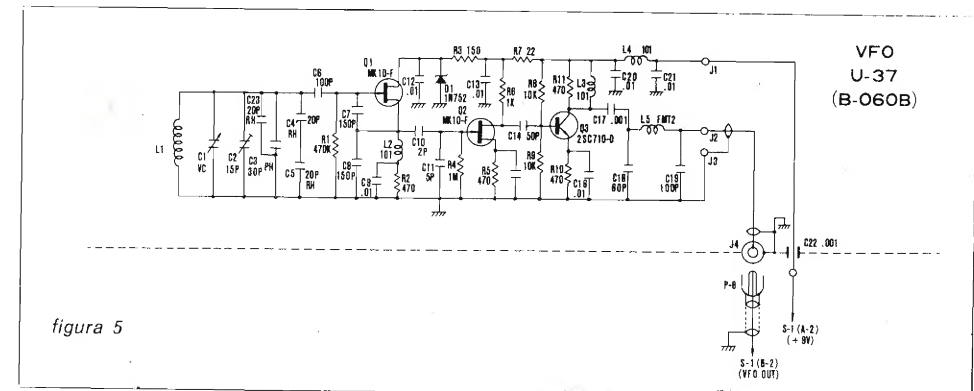 VFO
U-37
(B-060B)
L1
C1
VC
C2
15P
C3
30P
C23
20P
RH
PH
C4
RH
20P
C5
20P
RH
C6
100P
R1
470K
C7
150P
C8
150P
Q1
MK10-F
L2
101
C9
.01
R2
470
C10
2P
C11
5P
R4
1M
C12
.01
D1
1N752
R3 150
C13
.01
Q2
MK10-F
R5
470
R6
1K
R7 22
C14 50P
R8
10K
R9
10K
R11
470
L3
101
Q3
2SC710-D
R10
470
C16
.01
C17 .001
C18
60P
L4 101
C20
.01
C21
.01
L5 FMT2
C19
J1
J2
J3
J4
C22 .001
P-8
S-1 (A-2)
(+9V)
S-1 (B-2)
(VFO OUT)
figura 5